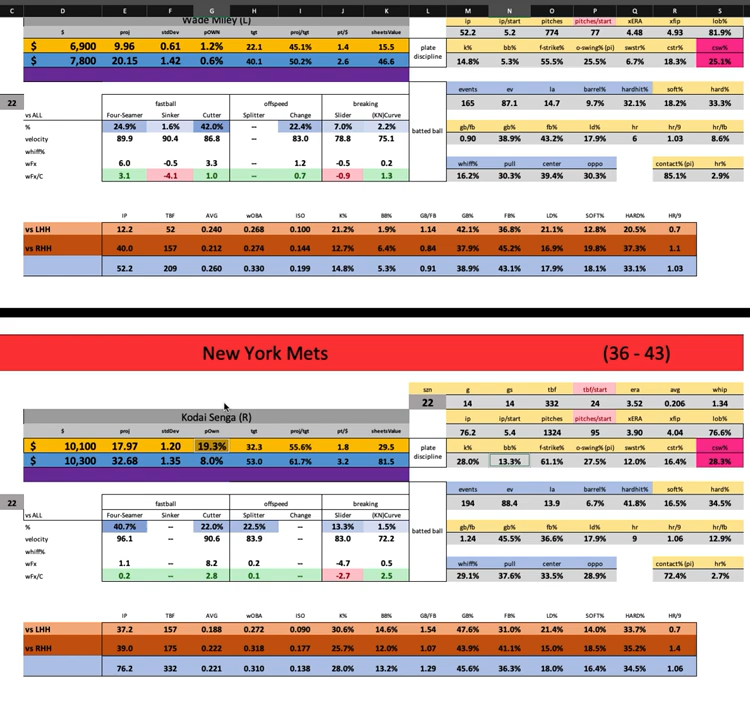 C D E F G H I J K L M N O P Q R S
Wade Miley (L) ip ip/start pitches pitches/start xERA xfip lob%
$ proj stdDev pOWN tgt proj/tgt pt/$ sheetsValue 52.2 5.2 774 77 4.48 4.93 81.9%
$ 6,900 9.96 0.61 1.2% 22.1 45.1% 1.4 15.5 plate discipline k% bb% f-strike% o-swing% (pi) swstr% cstr% csw%
$ 7,800 20.15 1.42 0.6% 40.1 50.2% 2.6 46.6 14.8% 5.3% 55.5% 25.5% 6.7% 18.3% 25.1%
events ev la barrel% hardhit% soft% hard%
22 fastball offspeed breaking 165 87.1 14.7 9.7% 32.1% 18.2% 33.3%
vs ALL Four-Seamer Sinker Cutter Splitter Change Slider (KN)Curve
% 24.9% 1.6% 42.0% -- 22.4% 7.0% 2.2% batted ball gb/fb gb% fb% ld% hr hr/9 hr/fb
velocity 89.9 90.4 86.8 -- 83.0 78.8 75.1 0.90 38.9% 43.2% 17.9% 6 1.03 8.6%
whiff%
wFx 6.0 -0.5 3.3 1.2 -0.5 0.2 whiff% pull center oppo contact% (pi) hr%
wFx/C 3.1 -4.1 1.0 -- 0.7 -0.9 1.3 16.2% 30.3% 39.4% 30.3% 85.1% 2.9%
IP TBF AVG wOBA ISO K% BB% GB/FB GB% FB% LD% SOFT% HARD% HR/9
vs LHH 12.2 52 0.240 0.268 0.100 21.2% 1.9% 1.14 42.1% 36.8% 21.1% 12.8% 20.5% 0.7
vs RHH 40.0 157 0.212 0.274 0.144 12.7% 6.4% 0.84 37.9% 45.2% 16.9% 19.8% 37.3% 1.1
52.2 209 0.260 0.330 0.199 14.8% 5.3% 0.91 38.9% 43.1% 17.9% 18.1% 33.1% 1.03
New York Mets (36 - 43)
szn g gs tbf tbf/start era avg whip
22 14 14 332 24 3.52 0.206 1.34
Kodai Senga (R) ip ip/start pitches pitches/start xERA xfip lob%
$ proj stdDev pOwn tgt proj/tgt pt/$ sheetsValue 76.2 5.4 1324 95 3.90 4.04 76.6%
$ 10,100 17.97 1.20 19.3% 32.3 55.6% 1.8 29.5 plate discipline k% bb% f-strike% o-swing% (pi) swstr% cstr% csw%
$ 10,300 32.68 1.35 8.0% 53.0 61.7% 3.2 81.5 28.0% 13.3% 61.1% 27.5% 12.0% 16.4% 28.3%
events ev la barrel% hardhit% soft% hard%
22 fastball offspeed breaking 194 88.4 13.9 6.7% 41.8% 16.5% 34.5%
vs ALL Four-Seamer Sinker Cutter Splitter Change Slider (KN)Curve
% 40.7% -- 22.0% 22.5% -- 13.3% 1.5% batted ball gb/fb gb% fb% ld% hr hr/9 hr/fb
velocity 96.1 -- 90.6 83.9 -- 83.0 72.2 1.24 45.5% 36.6% 17.9% 9 1.06 12.9%
whiff%
wFx 1.1 8.2 0.2 -4.7 0.5 whiff% pull center oppo contact% (pi) hr%
wFx/C 0.2 -- 2.8 0.1 -- -2.7 2.5 29.1% 37.6% 33.5% 28.9% 72.4% 2.7%
IP TBF AVG wOBA ISO K% BB% GB/FB GB% FB% LD% SOFT% HARD% HR/9
vs LHH 37.2 157 0.188 0.272 0.090 30.6% 14.6% 1.54 47.6% 31.0% 21.4% 14.0% 33.7% 0.7
vs RHH 39.0 175 0.222 0.318 0.177 25.7% 12.0% 1.07 43.9% 41.1% 15.0% 18.5% 35.2% 1.4
76.2 332 0.221 0.310 0.138 28.0% 13.2% 1.29 45.6% 36.3% 18.0% 16.4% 34.5% 1.06